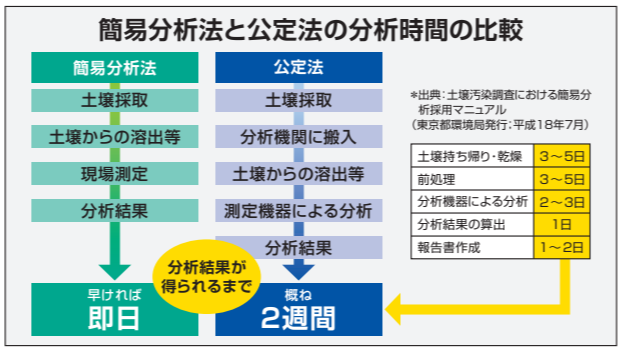 簡易分析法と公定法の分析時間の比較
簡易分析法
土壌採取
土壌からの溶出等
現場測定
分析結果
早ければ
即日
公定法
土壌採取
分析機関に搬入
土壌からの溶出等
測定機器による分析
分析結果
概ね
2週間
分析結果が
得られるまで
*出典：土壌汚染調査における簡易分
析採用マニュアル
（東京都環境局発行：平成18年7月）
土壌持ち帰り・乾燥 3〜5日
前処理 3〜5日
分析機器による分析 2〜3日
分析結果の算出 1日
報告書作成 1〜2日